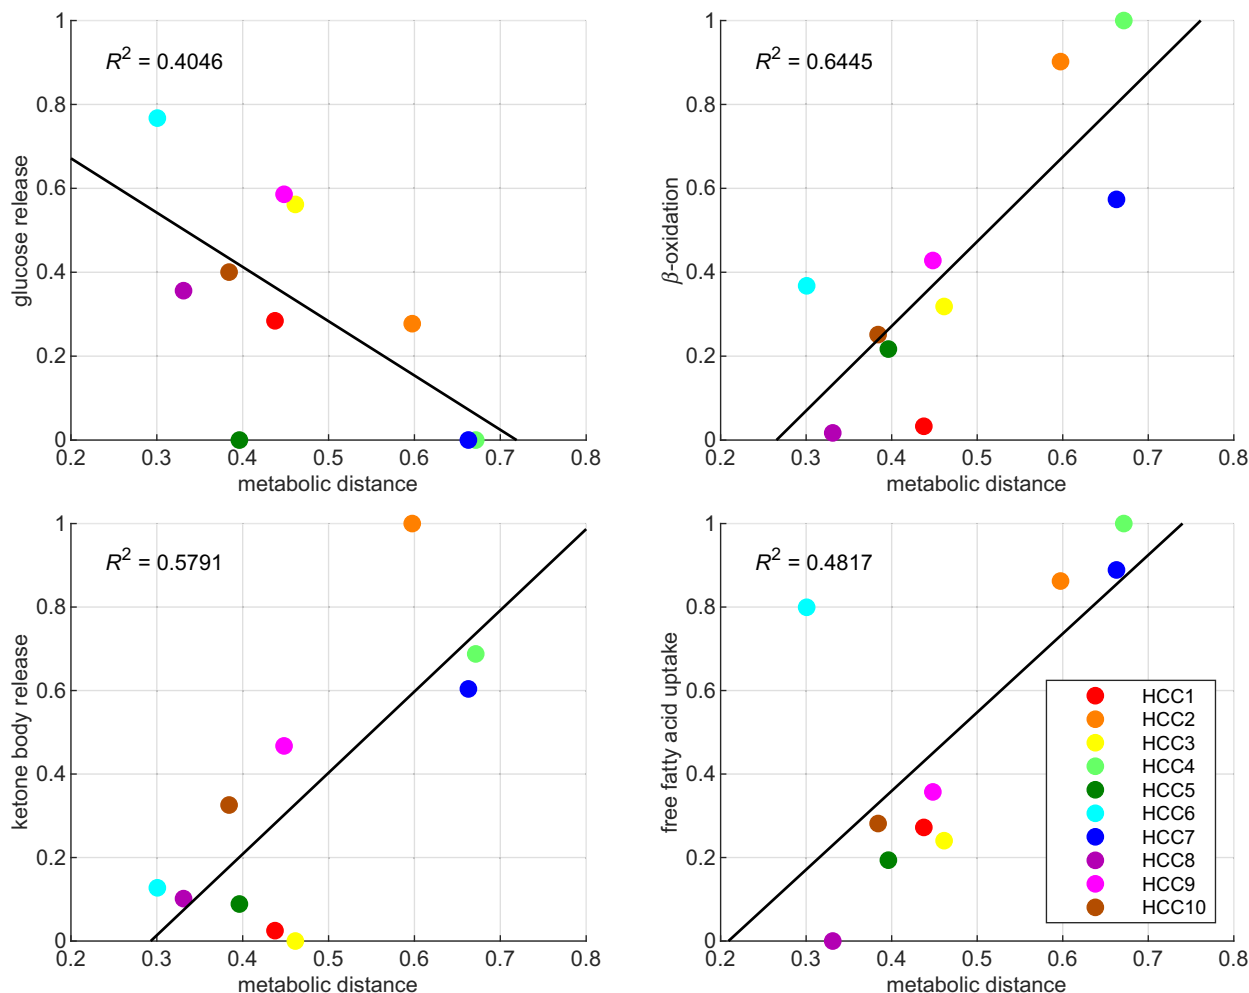 R² = 0.4046
glucose release
1
0.8
0.6
0.4
0.2
0
0.2 0.3 0.4 0.5 0.6 0.7 0.8
metabolic distance
R² = 0.6445
β-oxidation
1
0.8
0.6
0.4
0.2
0
0.2 0.3 0.4 0.5 0.6 0.7 0.8
metabolic distance
R² = 0.5791
ketone body release
1
0.8
0.6
0.4
0.2
0
0.2 0.3 0.4 0.5 0.6 0.7 0.8
metabolic distance
R² = 0.4817
free fatty acid uptake
1
0.8
0.6
0.4
0.2
0
0.2 0.3 0.4 0.5 0.6 0.7 0.8
metabolic distance
HCC1
HCC2
HCC3
HCC4
HCC5
HCC6
HCC7
HCC8
HCC9
HCC10